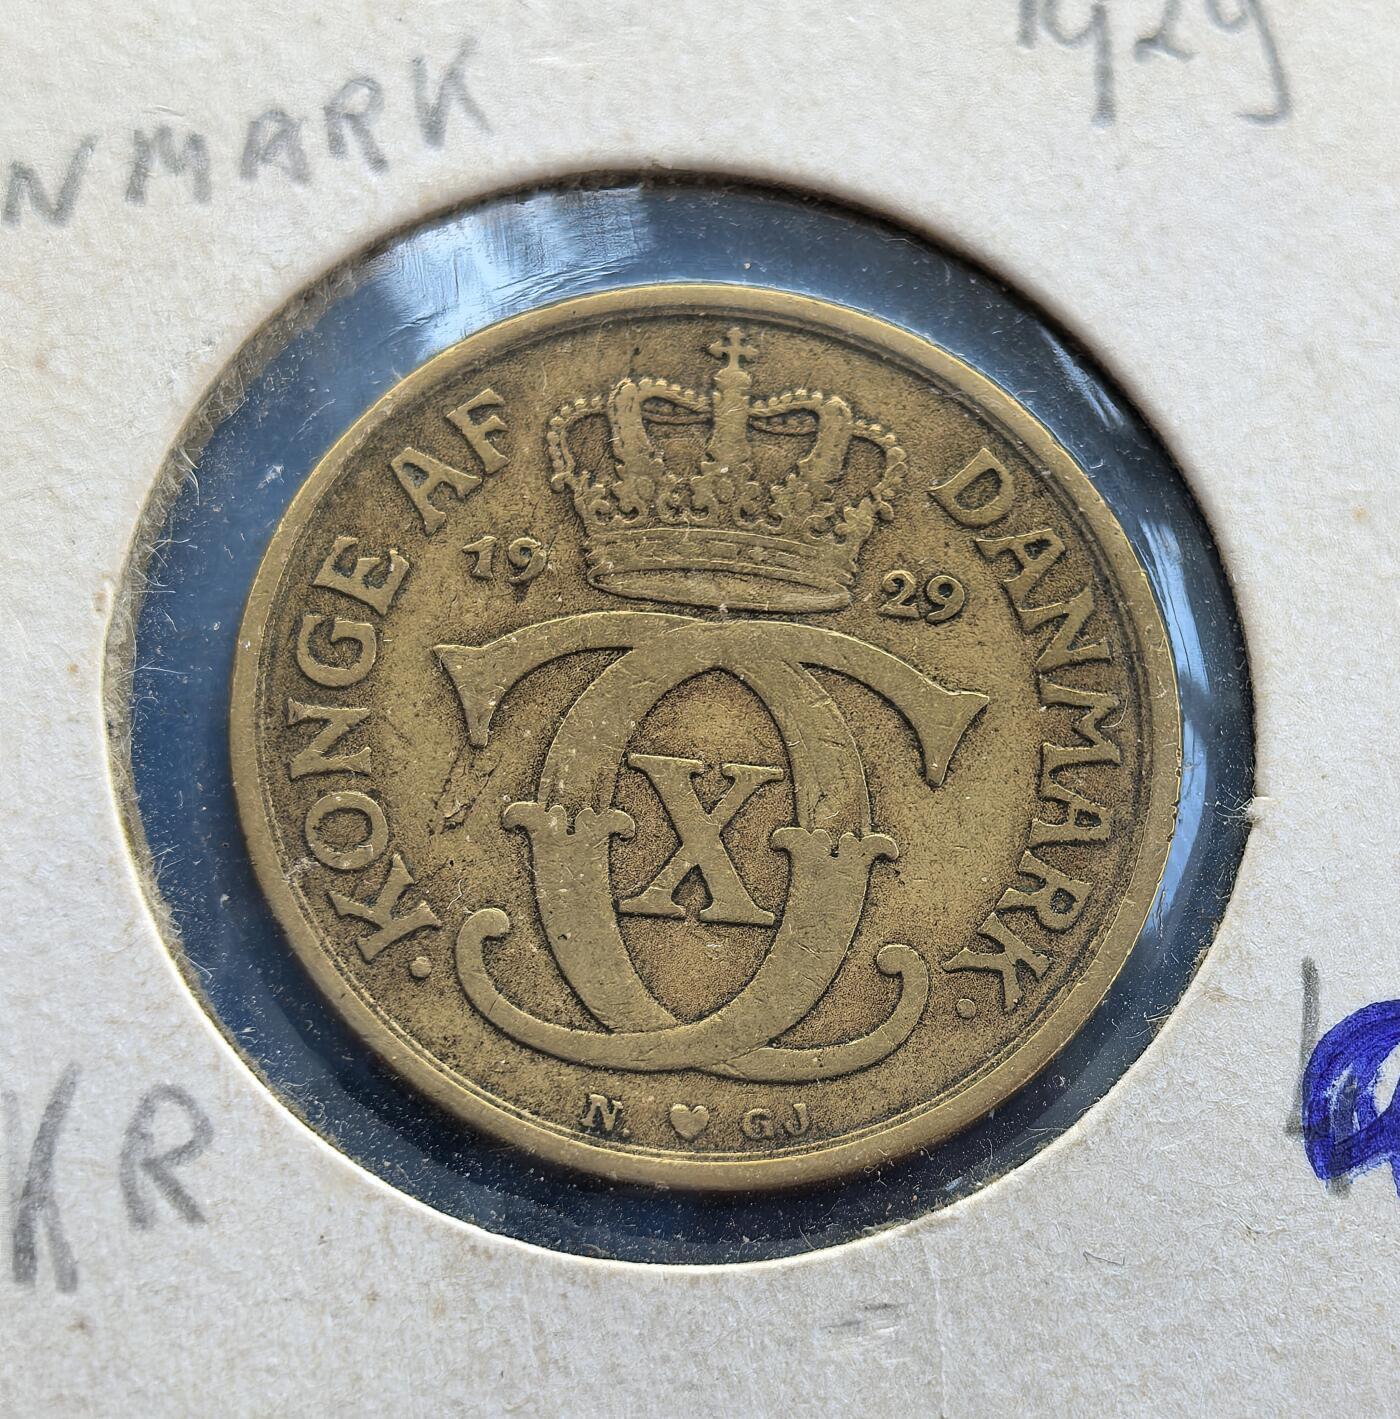 NMARK
1929
· KONGE AF DANMARK ·
19 29
X
N. ♥ GJ.
KR